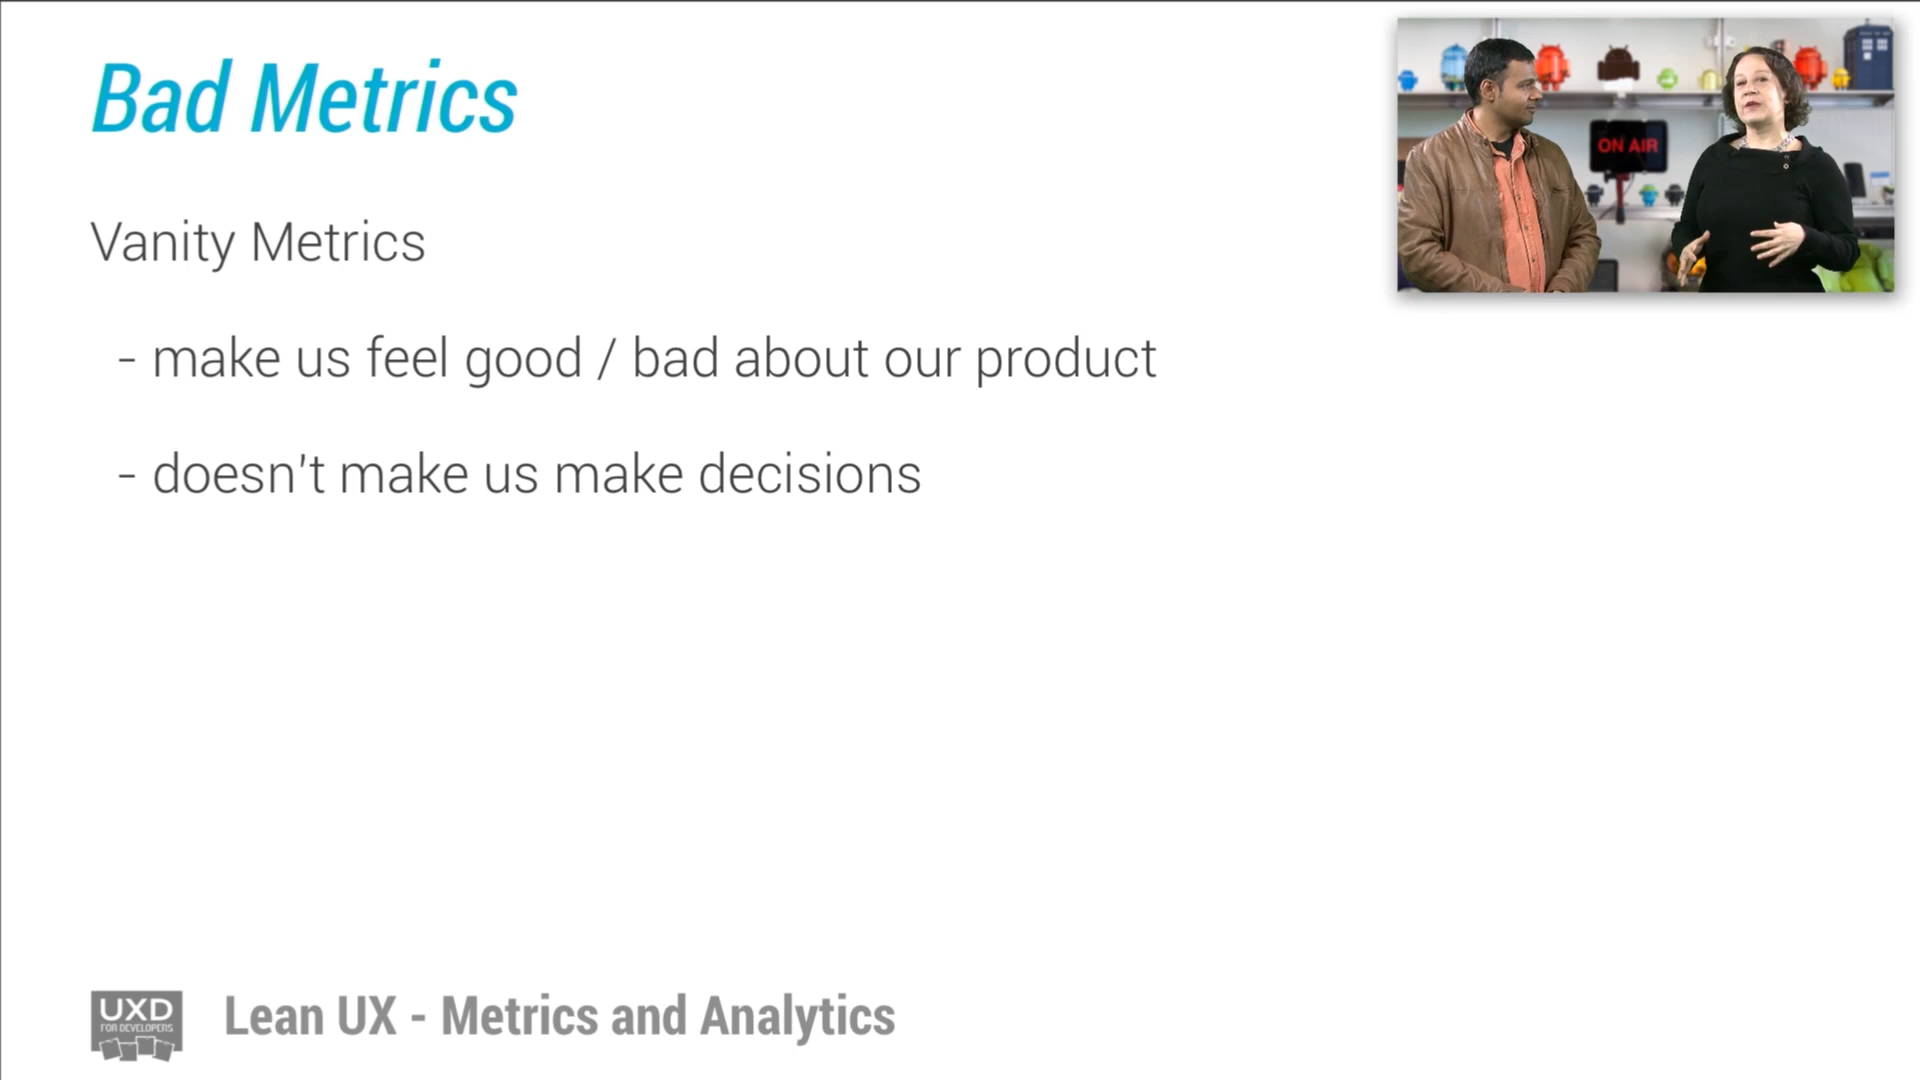 Bad Metrics
ON AIR
Vanity Metrics
- make us feel good / bad about our product
- doesn't make us make decisions
UXD
FOR DEVELOPERS
Lean UX - Metrics and Analytics